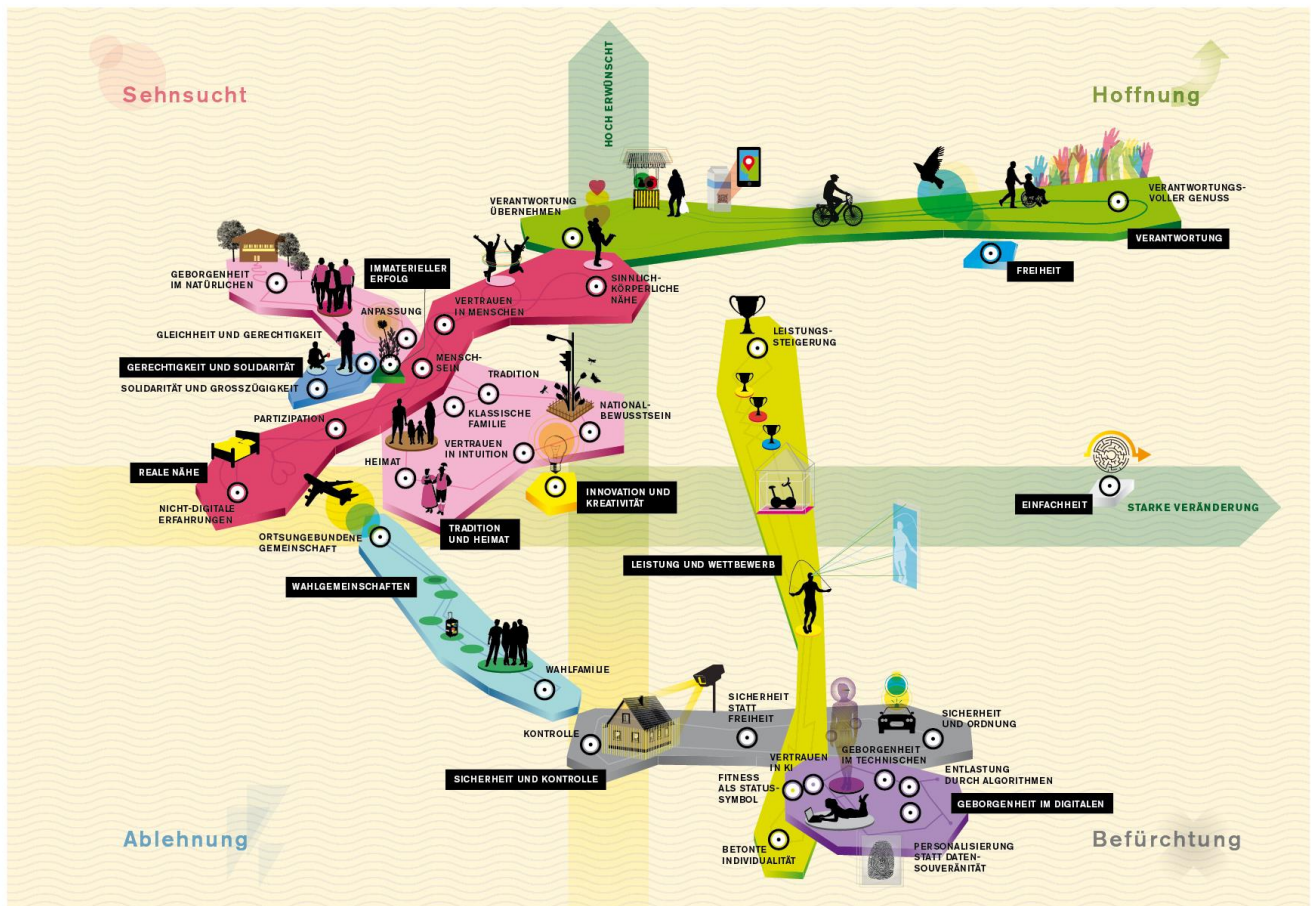 Sehnsucht
HOCH ERWÜNSCHT
Hoffnung
VERANTWORTUNG
ÜBERNEHMEN
VERANTWORTUNGS-
VOLLER GENUSS
VERANTWORTUNG
FREIHEIT
GEBORGENHEIT
IM NATÜRLICHEN
IMMATERIELLER
ERFOLG
SINNLICH-
KÖRPERLICHE
NÄHE
ANPASSUNG
VERTRAUEN
IN MENSCHEN
GLEICHHEIT UND GERECHTIGKEIT
GERECHTIGKEIT UND SOLIDARITÄT
SOLIDARITÄT UND GROSSZÜGIGKEIT
MENSCH-
SEIN
TRADITION
LEISTUNGS-
STEIGERUNG
PARTIZIPATION
KLASSISCHE
FAMILIE
NATIONAL-
BEWUSSTSEIN
VERTRAUEN
IN INTUITION
HEIMAT
REALE NÄHE
NICHT-DIGITALE
ERFAHRUNGEN
INNOVATION UND
KREATIVITÄT
EINFACHHEIT
STARKE VERÄNDERUNG
TRADITION
UND HEIMAT
ORTSUNGEBUNDENE
GEMEINSCHAFT
LEISTUNG UND WETTBEWERB
WAHLGEMEINSCHAFTEN
WAHLFAMILIE
KONTROLLE
SICHERHEIT
STATT
FREIHEIT
SICHERHEIT
UND ORDNUNG
SICHERHEIT UND KONTROLLE
VERTRAUEN
IN KI
GEBORGENHEIT
IM TECHNISCHEN
FITNESS
ALS STATUS-
SYMBOL
ENTLASTUNG
DURCH ALGORITHMEN
GEBORGENHEIT IM DIGITALEN
BETONTE
INDIVIDUALITÄT
PERSONALISIERUNG
STATT DATEN-
SOUVERÄNITÄT
Ablehnung
Befürchtung